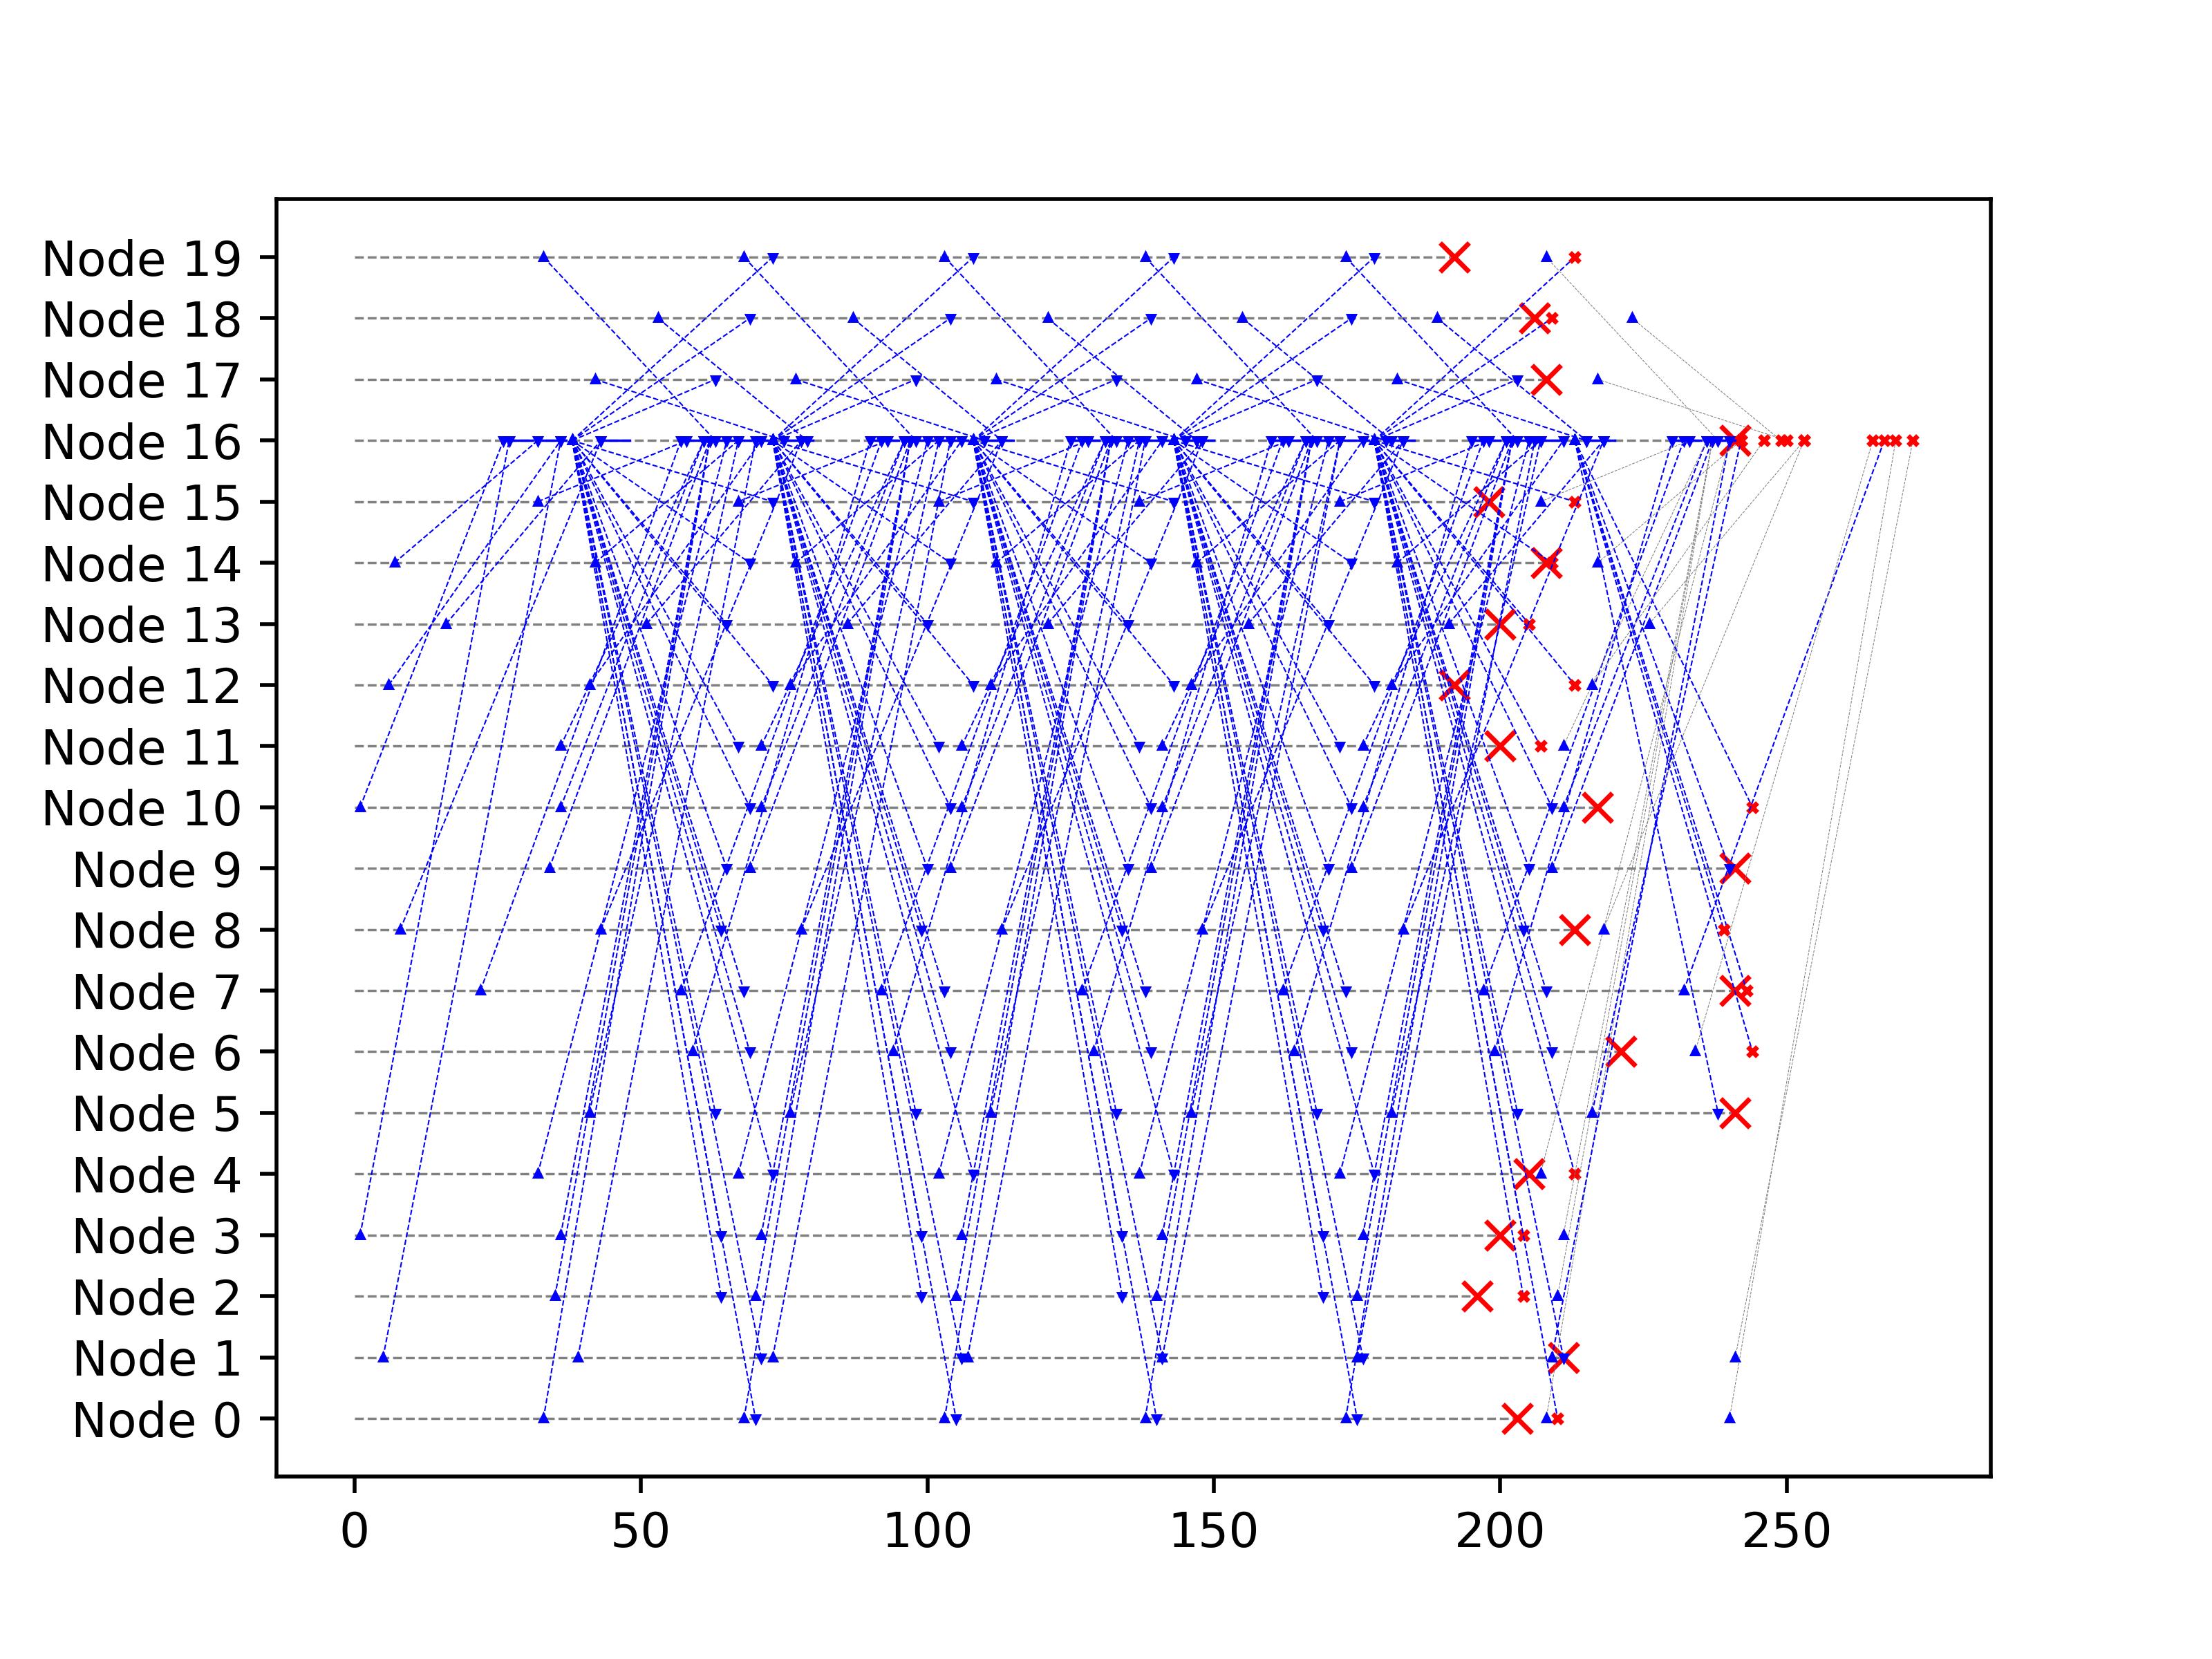 Node 19
Node 18
Node 17
Node 16
Node 15
Node 14
Node 13
Node 12
Node 11
Node 10
Node 9
Node 8
Node 7
Node 6
Node 5
Node 4
Node 3
Node 2
Node 1
Node 0
0 50 100 150 200 250